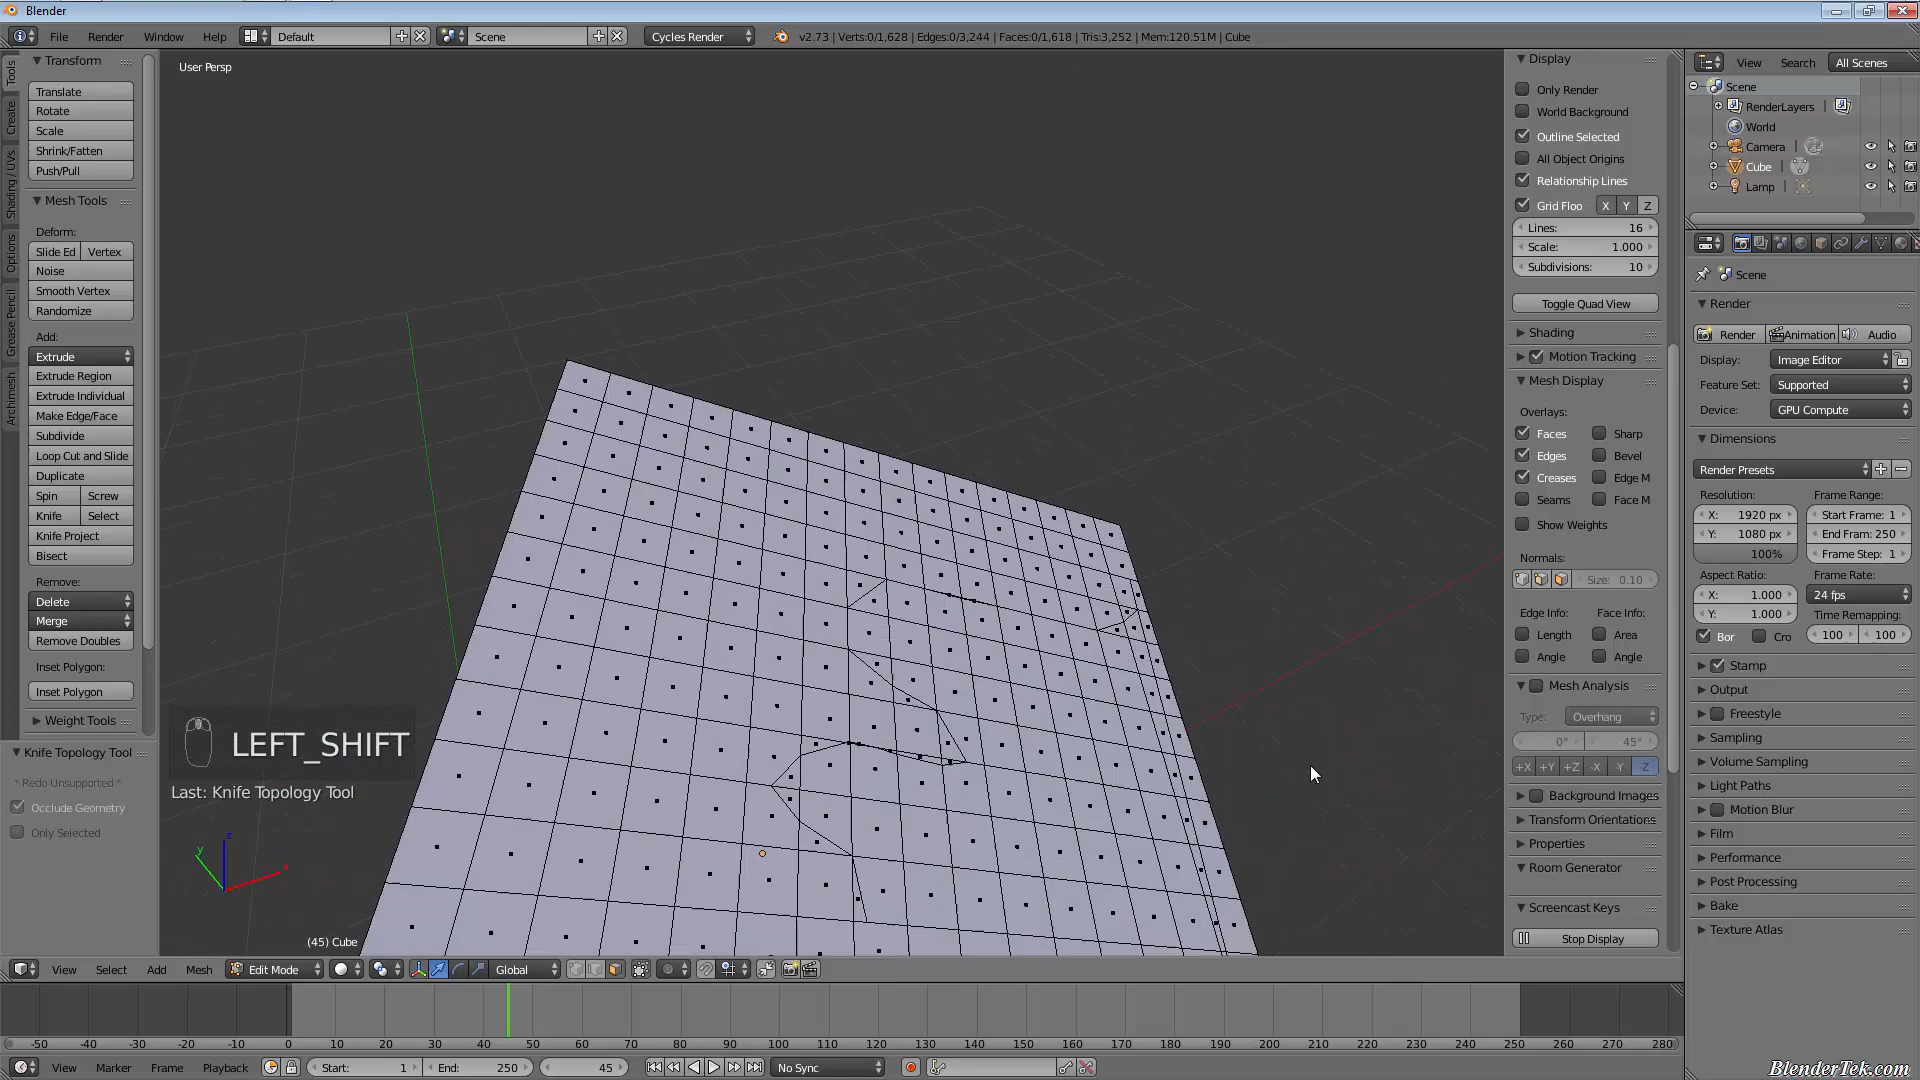 Blender
File Render Window Help Default Scene Cycles Render v2.73 | Verts:0/1,628 | Edges:0/3,244 | Faces:0/1,618 | Tris:3,252 | Mem:120.51M | Cube
Tools
Create
Shading / UVs
Options
Grease Pencil
Archimesh
Transform
Translate
Rotate
Scale
Shrink/Fatten
Push/Pull
Mesh Tools
Deform:
Slide Ed Vertex
Noise
Smooth Vertex
Randomize
Add:
Extrude
Extrude Region
Extrude Individual
Make Edge/Face
Subdivide
Loop Cut and Slide
Duplicate
Spin Screw
Knife Select
Knife Project
Bisect
Remove:
Delete
Merge
Remove Doubles
Inset Polygon:
Inset Polygon
Weight Tools
Knife Topology Tool
* Redo Unsupported *
Occlude Geometry
Only Selected
User Persp
LEFT_SHIFT
Last: Knife Topology Tool
z
y
x
(45) Cube
Display
Only Render
World Background
Outline Selected
All Object Origins
Relationship Lines
Grid Floo X Y Z
Lines: 16
Scale: 1.000
Subdivisions: 10
Toggle Quad View
Shading
Motion Tracking
Mesh Display
Overlays:
Faces Sharp
Edges Bevel
Creases Edge M
Seams Face M
Show Weights
Normals:
Size: 0.10
Edge Info: Face Info:
Length Area
Angle Angle
Mesh Analysis
Type: Overhang
0° 45°
+X +Y +Z -X -Y -Z
Background Images
Transform Orientations
Properties
Room Generator
Screencast Keys
Stop Display
View Search All Scenes
Scene
RenderLayers
World
Camera
Cube
Lamp
Scene
Render
Render Animation Audio
Display: Image Editor
Feature Set: Supported
Device: GPU Compute
Dimensions
Render Presets
Resolution: Frame Range:
X: 1920 px Start Frame: 1
Y: 1080 px End Fram: 250
100% Frame Step: 1
Aspect Ratio: Frame Rate:
X: 1.000 24 fps
Y: 1.000 Time Remapping:
Bor Cro 100 100
Stamp
Output
Freestyle
Sampling
Volume Sampling
Light Paths
Motion Blur
Film
Performance
Post Processing
Bake
Texture Atlas
View Select Add Mesh Edit Mode Global
-50 -40 -30 -20 -10 0 10 20 30 40 50 60 70 80 90 100 110 120 130 140 150 160 170 180 190 200 210 220 230 240 250 260 270 280
View Marker Frame Playback Start: 1 End: 250 45 No Sync
BlenderTek.com